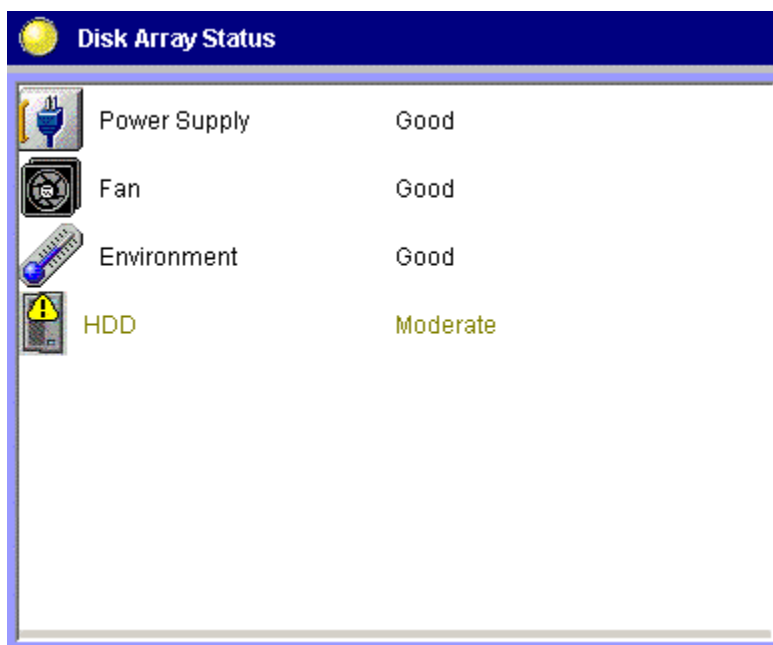 Disk Array Status
Power Supply Good
Fan Good
Environment Good
HDD Moderate